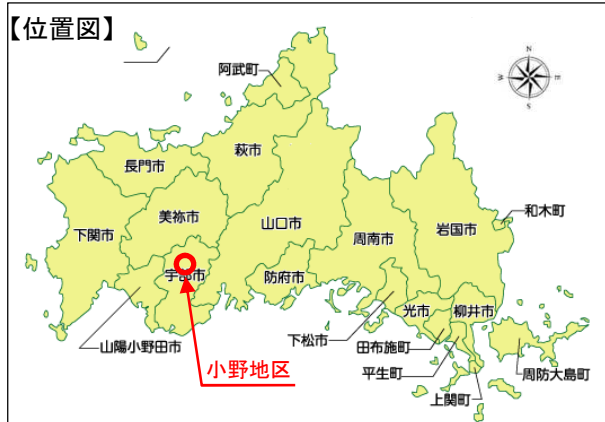 【位置図】
N
W
E
S
阿武町
萩市
長門市
美祢市
山口市
下関市
宇部市
防府市
周南市
岩国市
和木町
光市
柳井市
下松市
田布施町
平生町
上関町
周防大島町
山陽小野田市
小野地区